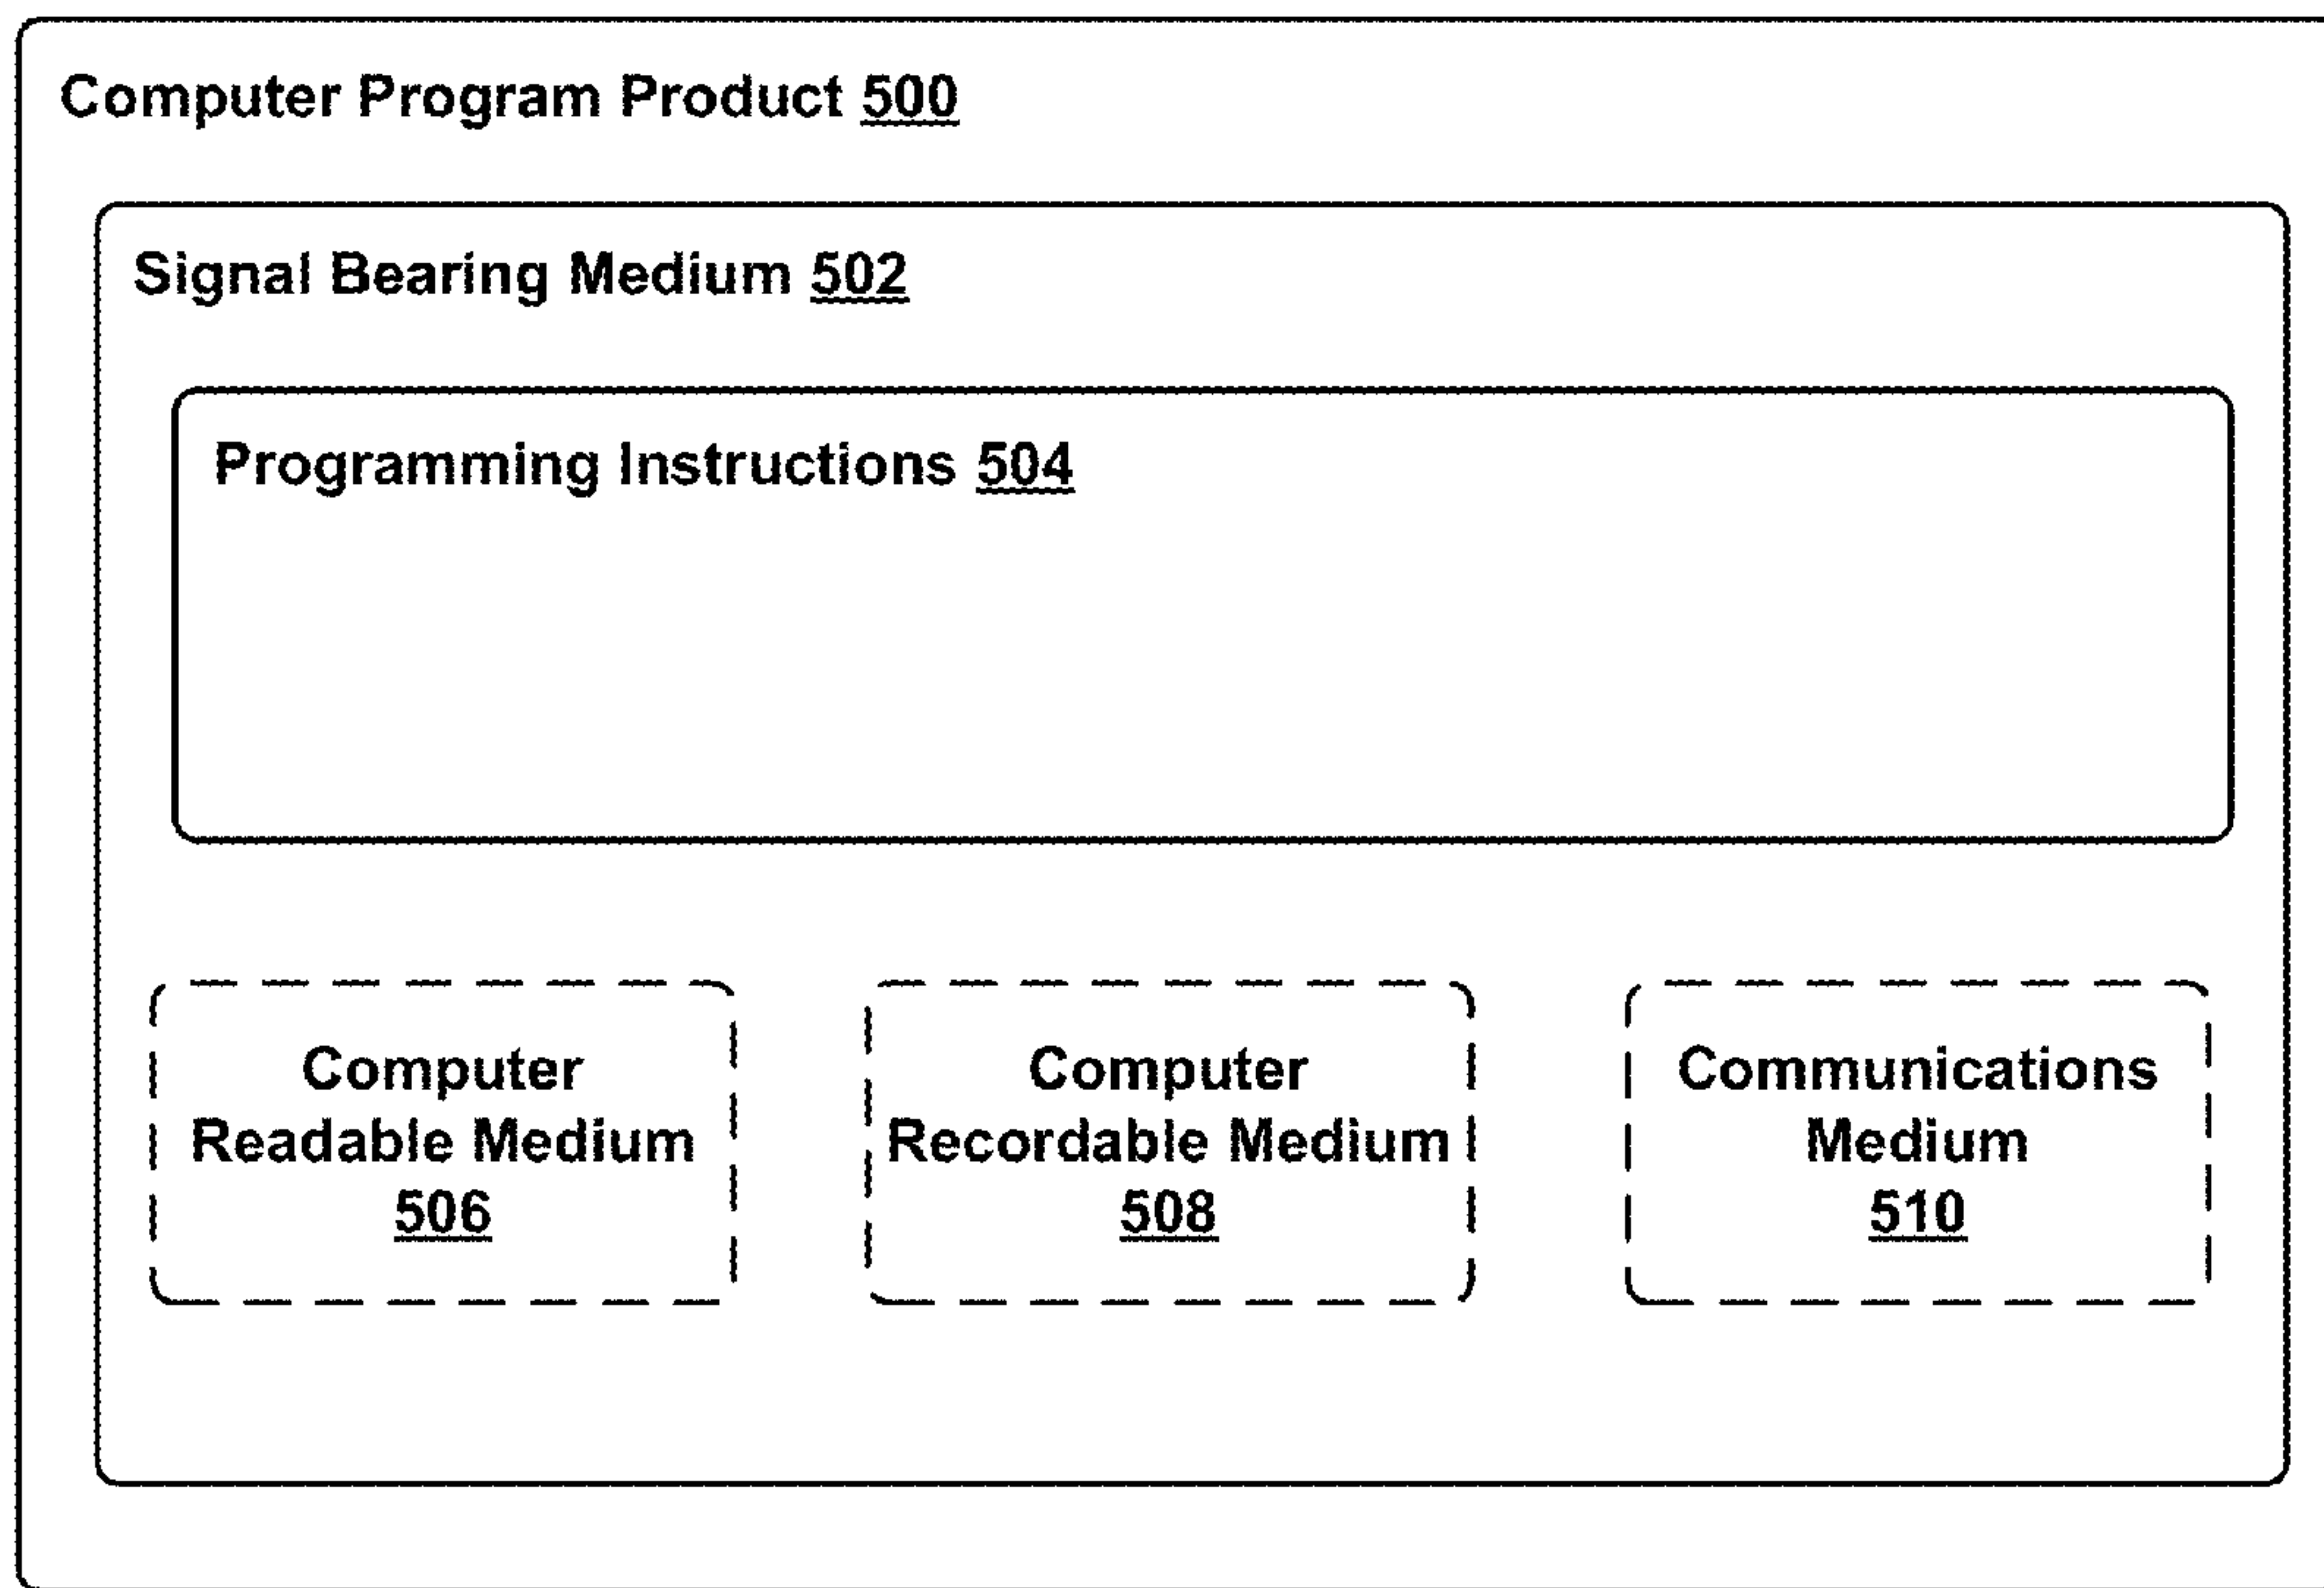 Computer Program Product 500
Signal Bearing Medium 502
Programming Instructions 504
Computer
Readable Medium
506
Computer
Recordable Medium
508
Communications
Medium
510